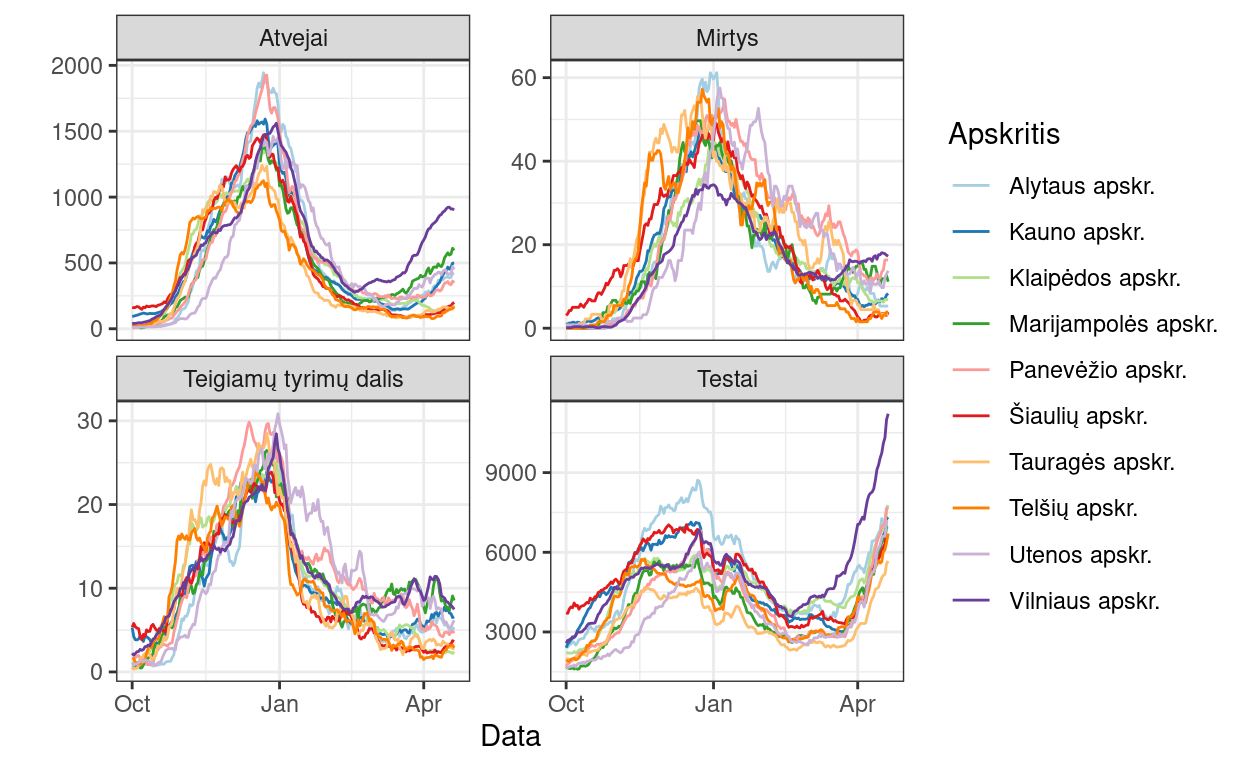 Atvejai
Mirtys
2000
1500
1000
500
0
60
40
20
0
Teigiamų tyrimų dalis
Testai
30
20
10
0
9000
6000
3000
Oct Jan Apr
Oct Jan Apr
Data
Apskritis
Alytaus apskr.
Kauno apskr.
Klaipėdos apskr.
Marijampolės apskr.
Panevėžio apskr.
Šiaulių apskr.
Tauragės apskr.
Telšių apskr.
Utenos apskr.
Vilniaus apskr.